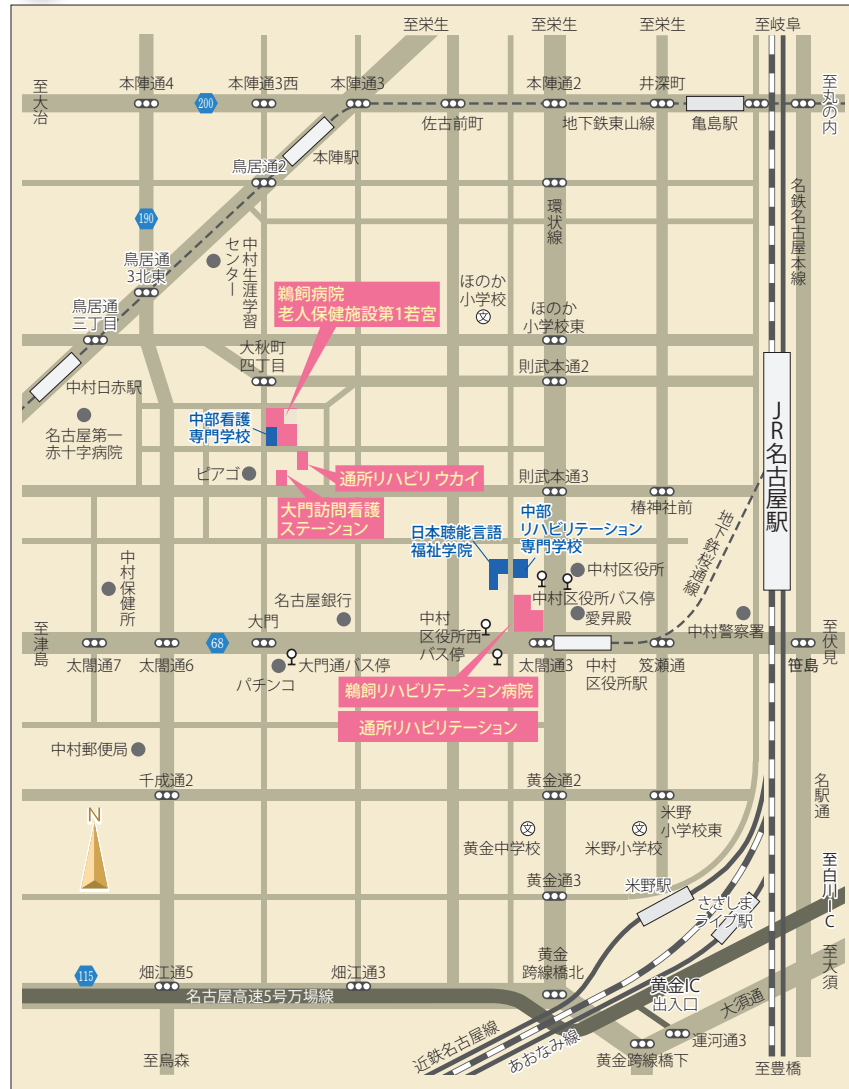 至栄生
至栄生
至栄生
至岐阜
至大治
本陣通4
200
本陣通3西
本陣通3
本陣通2
井深町
至丸の内
佐古前町
地下鉄東山線
亀島駅
本陣駅
鳥居通2
190
環状線
名鉄名古屋本線
中村生涯学習
センター
鳥居通
3北東
鵜飼病院
老人保健施設第1若宮
ほのか
小学校
文
ほのか
小学校東
鳥居通
三丁目
大秋町
四丁目
則武本通2
中村日赤駅
名古屋第一
赤十字病院
中部看護
専門学校
JR名古屋駅
ピアゴ
通所リハビリ ウカイ
則武本通3
椿神社前
大門訪問看護
ステーション
日本聴能言語
福祉学院
中部
リハビリテーション
専門学校
地下鉄桜通線
中村保健所
中村区役所
名古屋銀行
中村区役所バス停
愛昇殿
中村警察署
至津島
68
大門
中村
区役所西
バス停
至伏見
太閤通7
太閤通6
大門通バス停
パチンコ
太閤通3
中村
区役所駅
笈瀬通
笹島
鵜飼リハビリテーション病院
通所リハビリテーション
中村郵便局
千成通2
黄金通2
名駅通
N
米野
小学校東
文
文
黄金中学校
米野小学校
至白川IC
黄金通3
米野駅
ささしま
ライブ駅
115
畑江通5
畑江通3
黄金
跨線橋北
黄金IC
出入口
至大須
名古屋高速5号万場線
大須通
近鉄名古屋線
あおなみ線
運河通3
至烏森
黄金跨線橋下
至豊橋